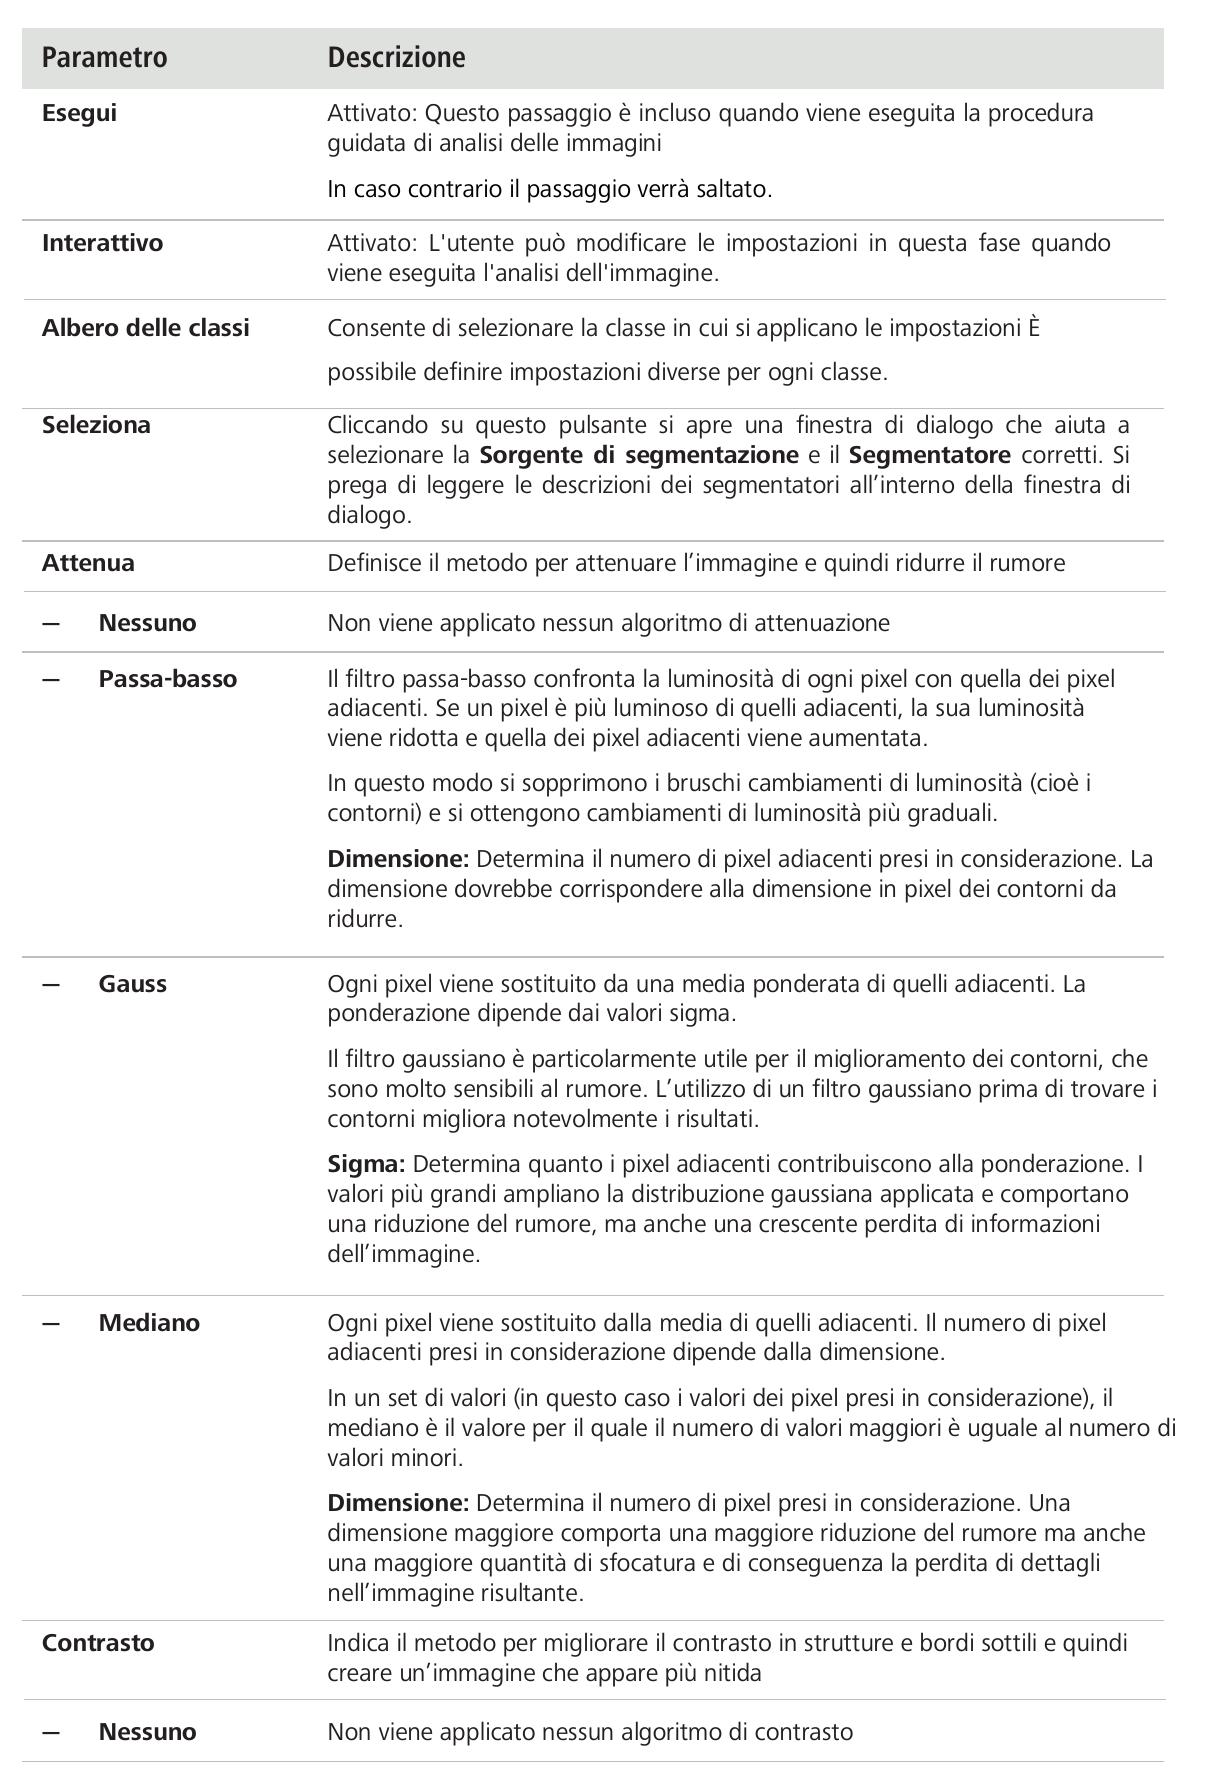 Parametro Descrizione
Esegui Attivato: Questo passaggio è incluso quando viene eseguita la procedura
guidata di analisi delle immagini
In caso contrario il passaggio verrà saltato.
Interattivo Attivato: L'utente può modificare le impostazioni in questa fase quando
viene eseguita l'analisi dell'immagine.
Albero delle classi Consente di selezionare la classe in cui si applicano le impostazioni È
possibile definire impostazioni diverse per ogni classe.
Seleziona Cliccando su questo pulsante si apre una finestra di dialogo che aiuta a
selezionare la Sorgente di segmentazione e il Segmentatore corretti. Si
prega di leggere le descrizioni dei segmentatori all’interno della finestra di
dialogo.
Attenua Definisce il metodo per attenuare l’immagine e quindi ridurre il rumore
— Nessuno Non viene applicato nessun algoritmo di attenuazione
— Passa-basso Il filtro passa-basso confronta la luminosità di ogni pixel con quella dei pixel
adiacenti. Se un pixel è più luminoso di quelli adiacenti, la sua luminosità
viene ridotta e quella dei pixel adiacenti viene aumentata.
In questo modo si sopprimono i bruschi cambiamenti di luminosità (cioè i
contorni) e si ottengono cambiamenti di luminosità più graduali.
Dimensione: Determina il numero di pixel adiacenti presi in considerazione. La
dimensione dovrebbe corrispondere alla dimensione in pixel dei contorni da
ridurre.
— Gauss Ogni pixel viene sostituito da una media ponderata di quelli adiacenti. La
ponderazione dipende dai valori sigma.
Il filtro gaussiano è particolarmente utile per il miglioramento dei contorni, che
sono molto sensibili al rumore. L’utilizzo di un filtro gaussiano prima di trovare i
contorni migliora notevolmente i risultati.
Sigma: Determina quanto i pixel adiacenti contribuiscono alla ponderazione. I
valori più grandi ampliano la distribuzione gaussiana applicata e comportano
una riduzione del rumore, ma anche una crescente perdita di informazioni
dell’immagine.
— Mediano Ogni pixel viene sostituito dalla media di quelli adiacenti. Il numero di pixel
adiacenti presi in considerazione dipende dalla dimensione.
In un set di valori (in questo caso i valori dei pixel presi in considerazione), il
mediano è il valore per il quale il numero di valori maggiori è uguale al numero di
valori minori.
Dimensione: Determina il numero di pixel presi in considerazione. Una
dimensione maggiore comporta una maggiore riduzione del rumore ma anche
una maggiore quantità di sfocatura e di conseguenza la perdita di dettagli
nell’immagine risultante.
Contrasto Indica il metodo per migliorare il contrasto in strutture e bordi sottili e quindi
creare un’immagine che appare più nitida
— Nessuno Non viene applicato nessun algoritmo di contrasto